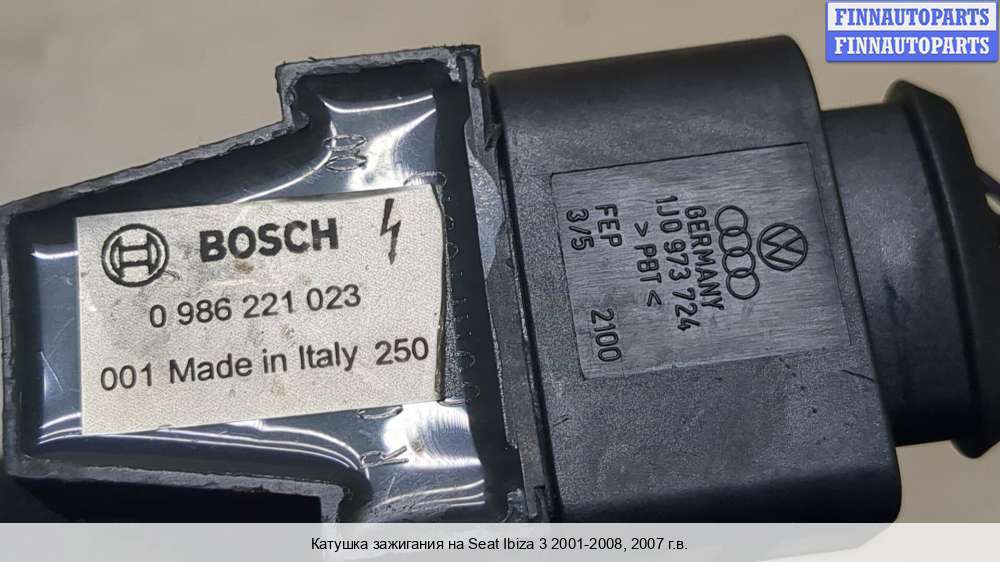 FINNAUTOPARTS
FINNAUTOPARTS
BOSCH
0 986 221 023
001 Made in Italy 250
GERMANY
1J0 973 724
> PBT <
FEP 2100
3/5
Катушка зажигания на Seat Ibiza 3 2001-2008, 2007 г.в.